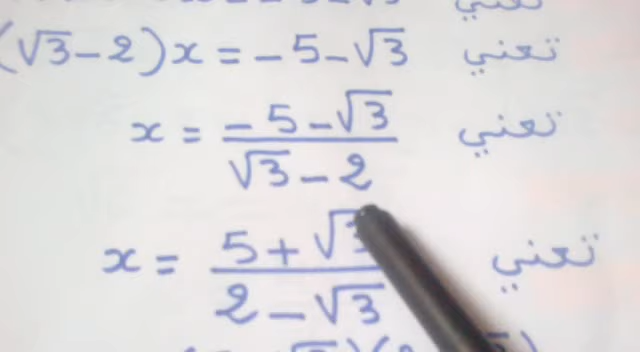 تعني (√3-2)x = -5-√3
تعني x = (-5-√3)/(√3-2)
تعني x = (5+√3)/(2-√3)